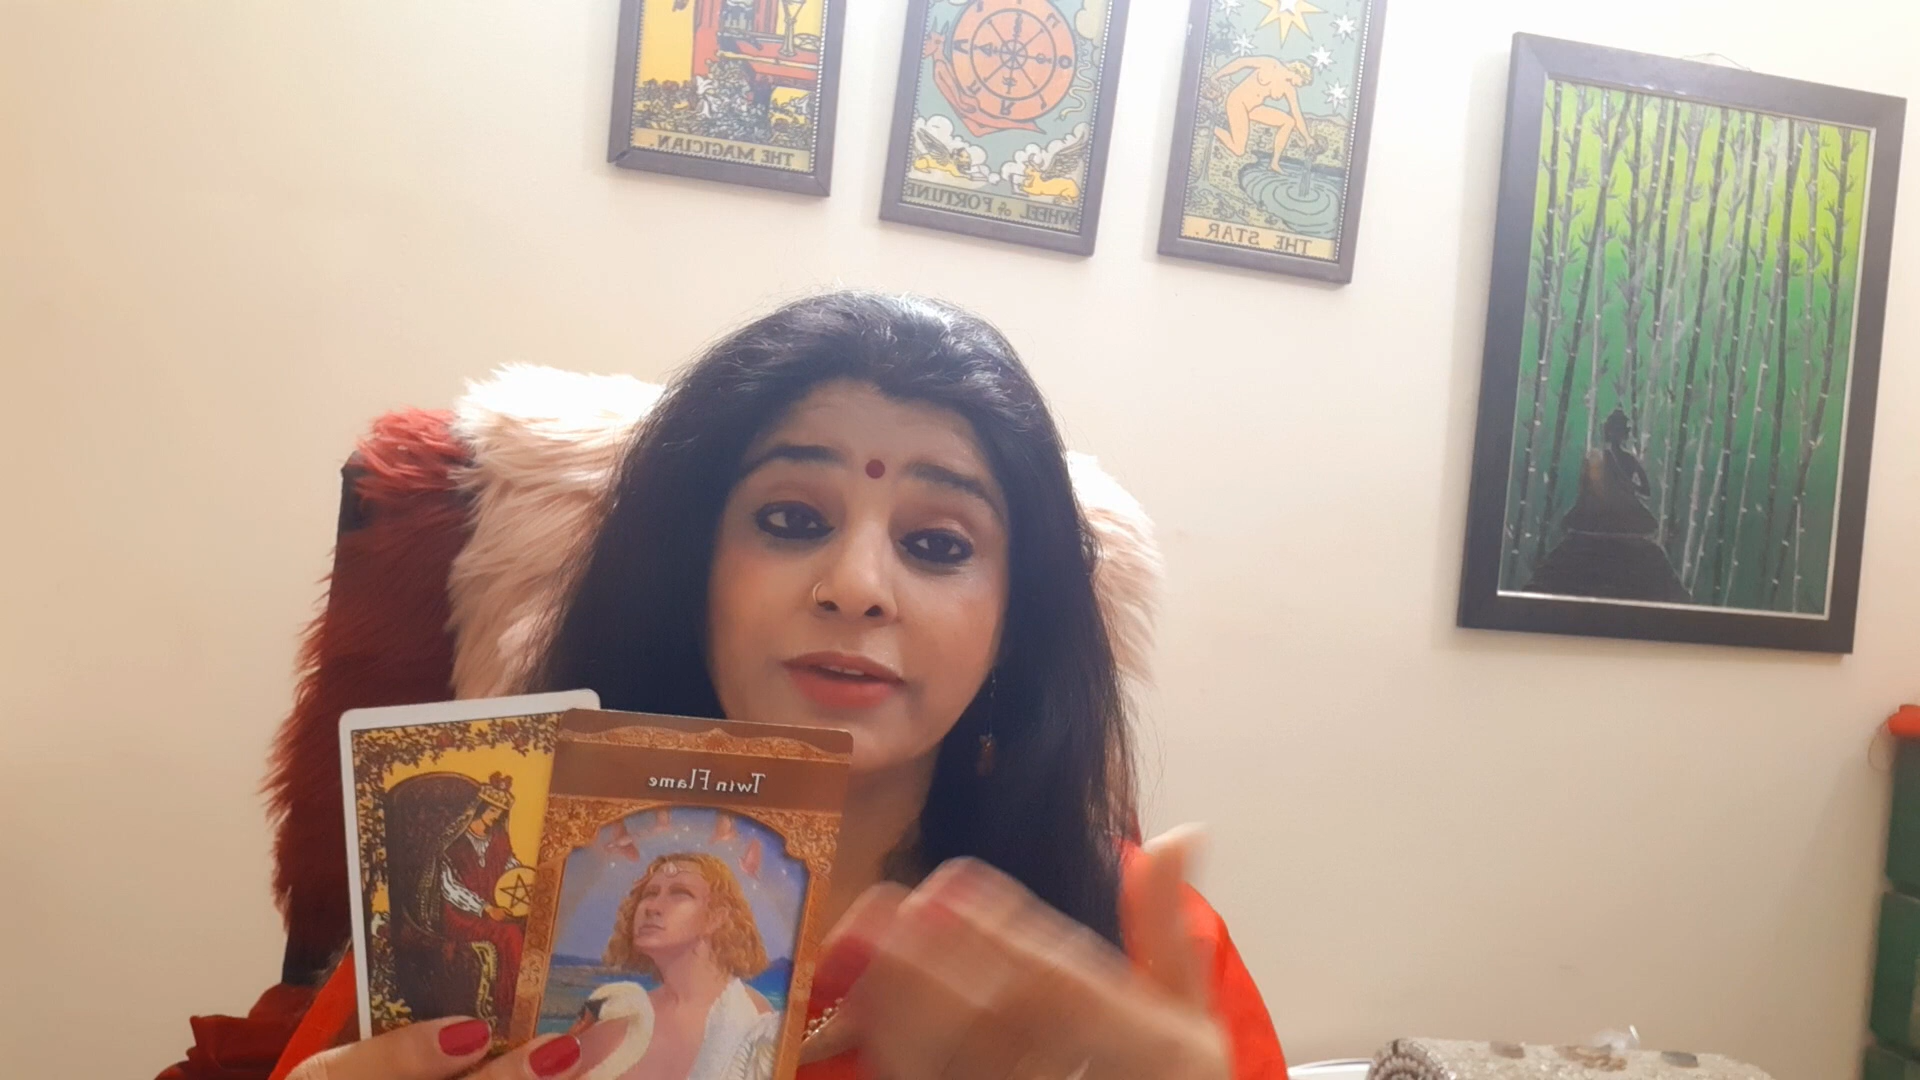 THE MAGICIAN.
WHEEL of FORTUNE
THE STAR.
Twin Flame